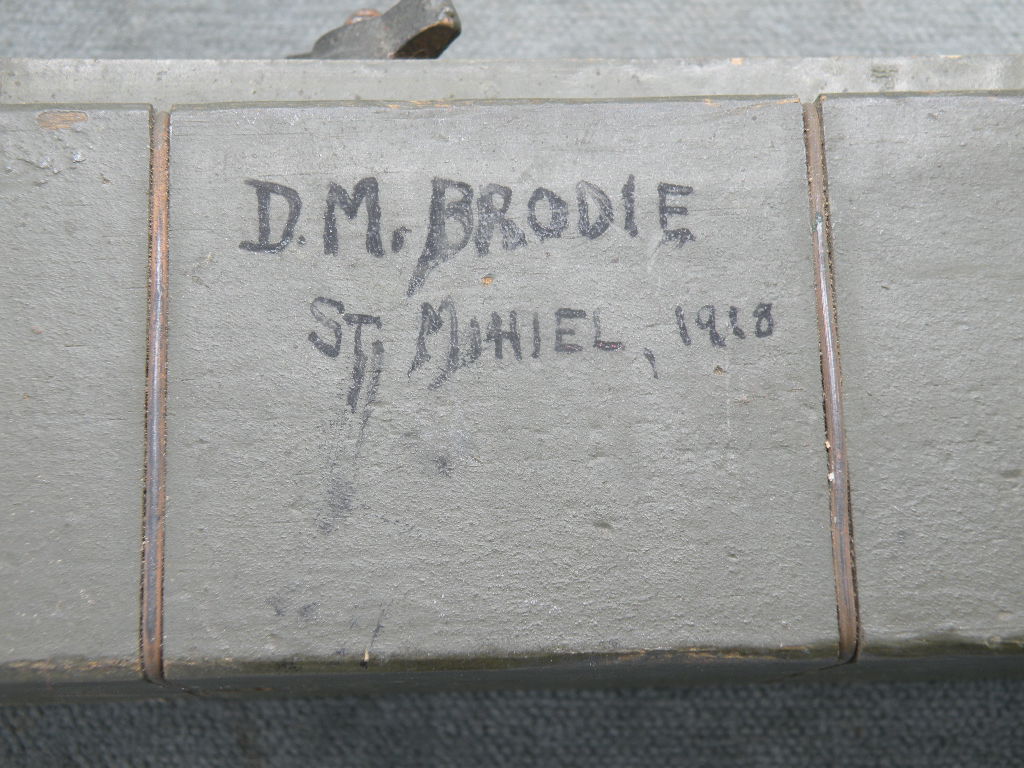 D.M. BRODIE
ST. MIHIEL, 1918